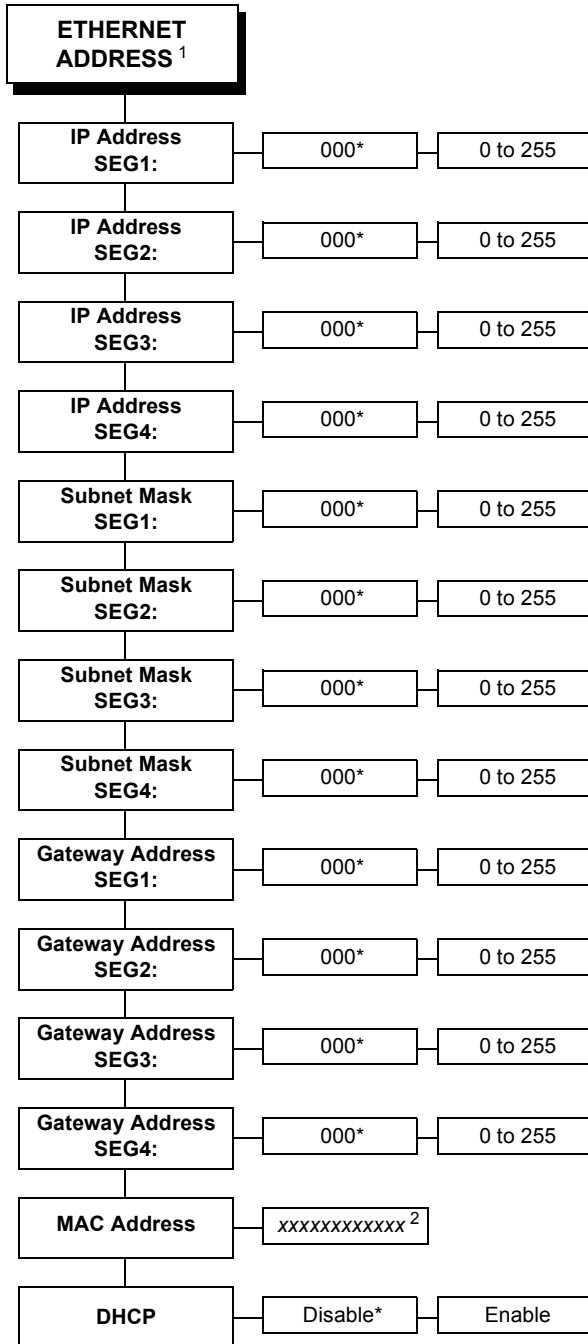 ETHERNET
ADDRESS 1
IP Address
SEG1:
000*
0 to 255
IP Address
SEG2:
000*
0 to 255
IP Address
SEG3:
000*
0 to 255
IP Address
SEG4:
000*
0 to 255
Subnet Mask
SEG1:
000*
0 to 255
Subnet Mask
SEG2:
000*
0 to 255
Subnet Mask
SEG3:
000*
0 to 255
Subnet Mask
SEG4:
000*
0 to 255
Gateway Address
SEG1:
000*
0 to 255
Gateway Address
SEG2:
000*
0 to 255
Gateway Address
SEG3:
000*
0 to 255
Gateway Address
SEG4:
000*
0 to 255
MAC Address
xxxxxxxxxxxx 2
DHCP
Disable*
Enable